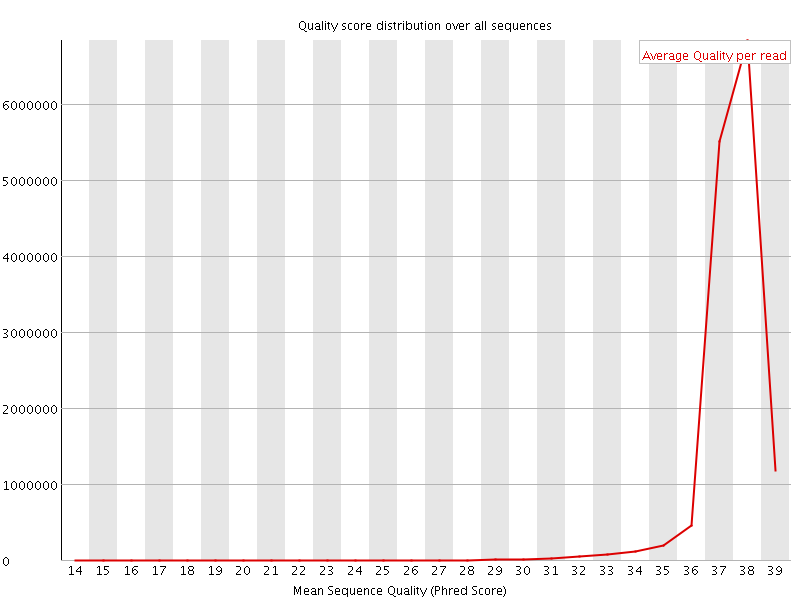 Quality score distribution over all sequences
Average Quality per read
6000000
5000000
4000000
3000000
2000000
1000000
0
14 15 16 17 18 19 20 21 22 23 24 25 26 27 28 29 30 31 32 33 34 35 36 37 38 39
Mean Sequence Quality (Phred Score)